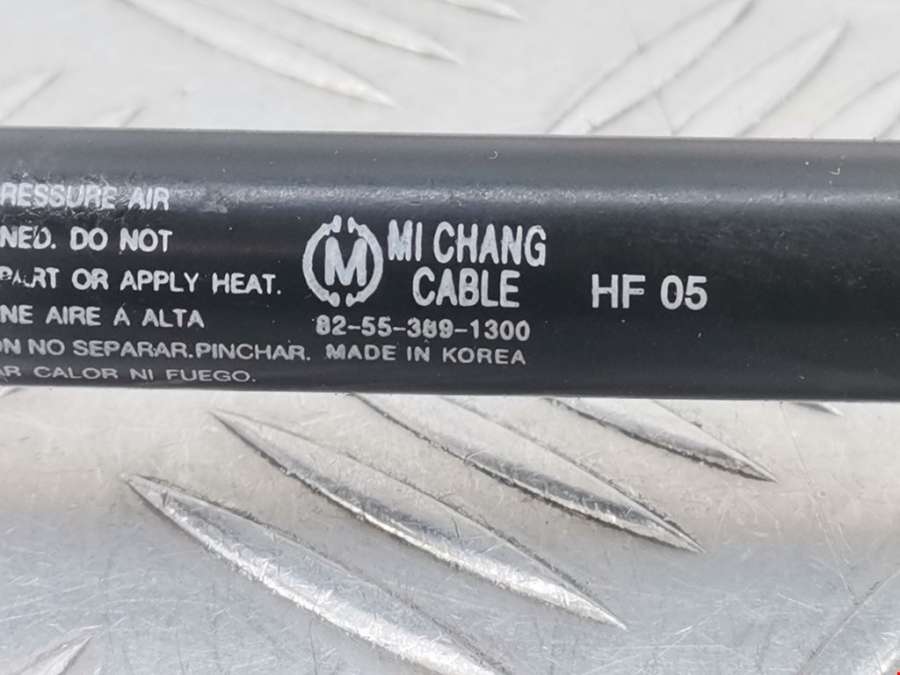 RESSURE AIR
NED. DO NOT
PART OR APPLY HEAT.
NE AIRE A ALTA
ON NO SEPARAR.PINCHAR.
AR CALOR NI FUEGO.
M
MI CHANG
CABLE
82-55-389-1300
MADE IN KOREA
HF 05